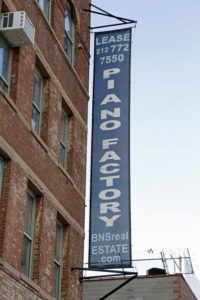 LEASE
212 772
7550
PIANO FACTORY
BNSreal
ESTATE
.com